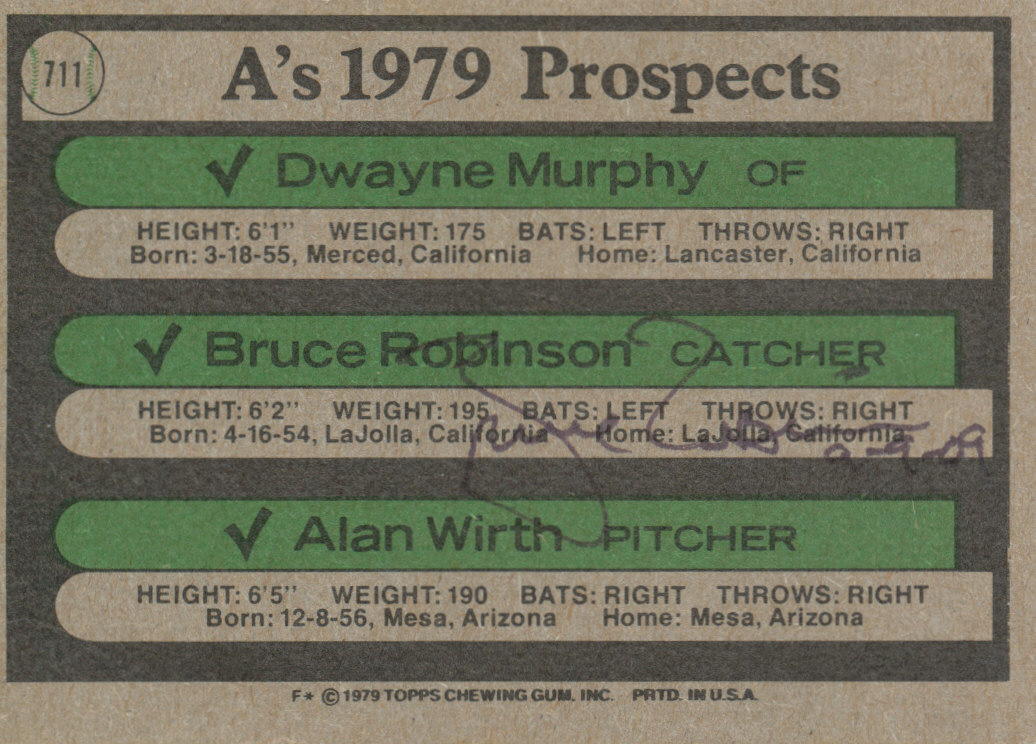 711
A's 1979 Prospects
✓ Dwayne Murphy OF
HEIGHT: 6'1" WEIGHT: 175 BATS: LEFT THROWS: RIGHT
Born: 3-18-55, Merced, California Home: Lancaster, California
✓ Bruce Robinson CATCHER
HEIGHT: 6'2" WEIGHT: 195 BATS: LEFT THROWS: RIGHT
Born: 4-16-54, LaJolla, California Home: LaJolla, California
9-9-09
✓ Alan Wirth PITCHER
HEIGHT: 6'5" WEIGHT: 190 BATS: RIGHT THROWS: RIGHT
Born: 12-8-56, Mesa, Arizona Home: Mesa, Arizona
F* © 1979 TOPPS CHEWING GUM. INC. PRTD. IN U.S.A.